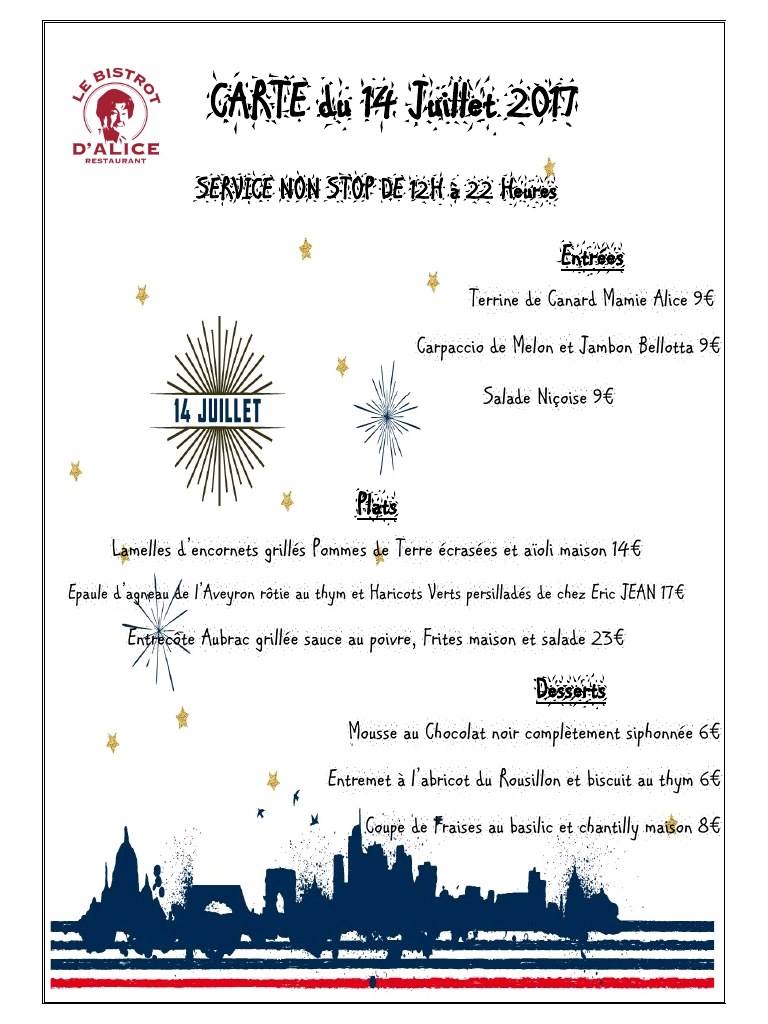 LE BISTROT
D'ALICE
RESTAURANT
CARTE du 14 Juillet 2017
SERVICE NON STOP DE 12H à 22 Heures
Entrées
Terrine de Canard Mamie Alice 9€
Carpaccio de Melon et Jambon Bellotta 9€
Salade Niçoise 9€
14 JUILLET
Plats
Lamelles d'encornets grillés Pommes de Terre écrasées et aïoli maison 14€
Epaule d'agneau de l'Aveyron rôtie au thym et Haricots Verts persilladés de chez Eric JEAN 17€
Entrecôte Aubrac grillée sauce au poivre, Frites maison et salade 23€
Desserts
Mousse au Chocolat noir complètement siphonnée 6€
Entremet à l'abricot du Rousillon et biscuit au thym 6€
Coupe de Fraises au basilic et chantilly maison 8€